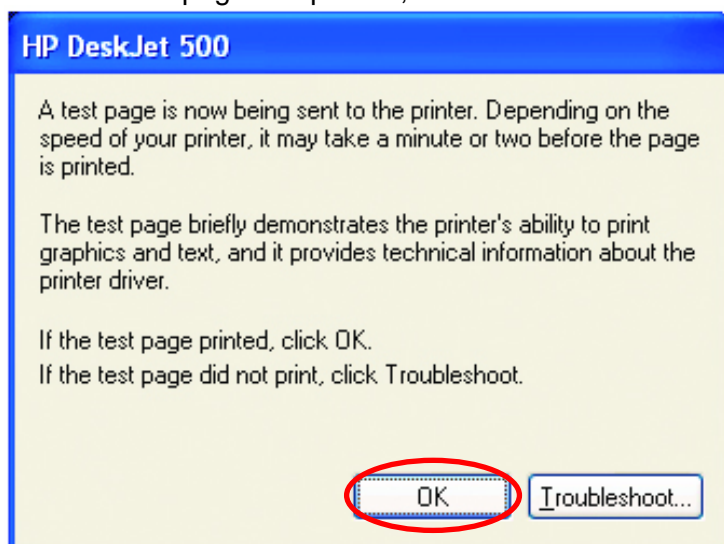 HP DeskJet 500
A test page is now being sent to the printer. Depending on the
speed of your printer, it may take a minute or two before the page
is printed.
The test page briefly demonstrates the printer's ability to print
graphics and text, and it provides technical information about the
printer driver.
If the test page printed, click OK.
If the test page did not print, click Troubleshoot.
OK
Troubleshoot...